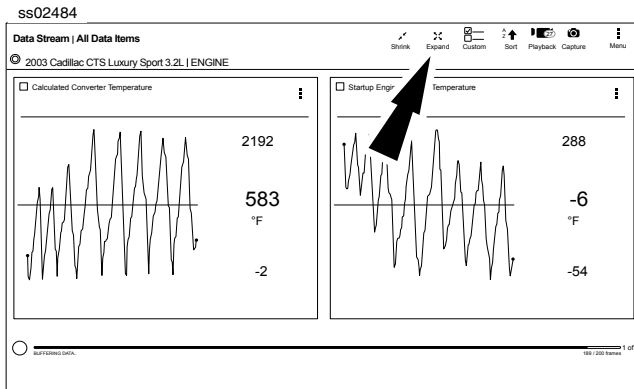 ss02484
Data Stream | All Data Items
Shrink Expand Custom Sort Playback Capture Menu
A
Z
27
2003 Cadillac CTS Luxury Sport 3.2L | ENGINE
Calculated Converter Temperature
2192
583
°F
-2
Startup Engin Temperature
288
-6
°F
-54
BUFFERING DATA..
189 / 200 frames
1 of